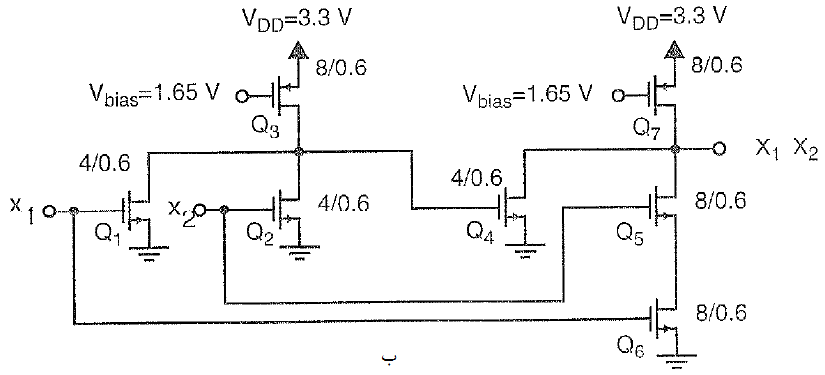 V_DD=3.3 V
V_DD=3.3 V
8/0.6
8/0.6
V_bias=1.65 V
V_bias=1.65 V
Q_3
Q_7
X_1 X_2
4/0.6
4/0.6
x_1
x_2
4/0.6
8/0.6
Q_1
Q_2
Q_4
Q_5
8/0.6
Q_6
ب